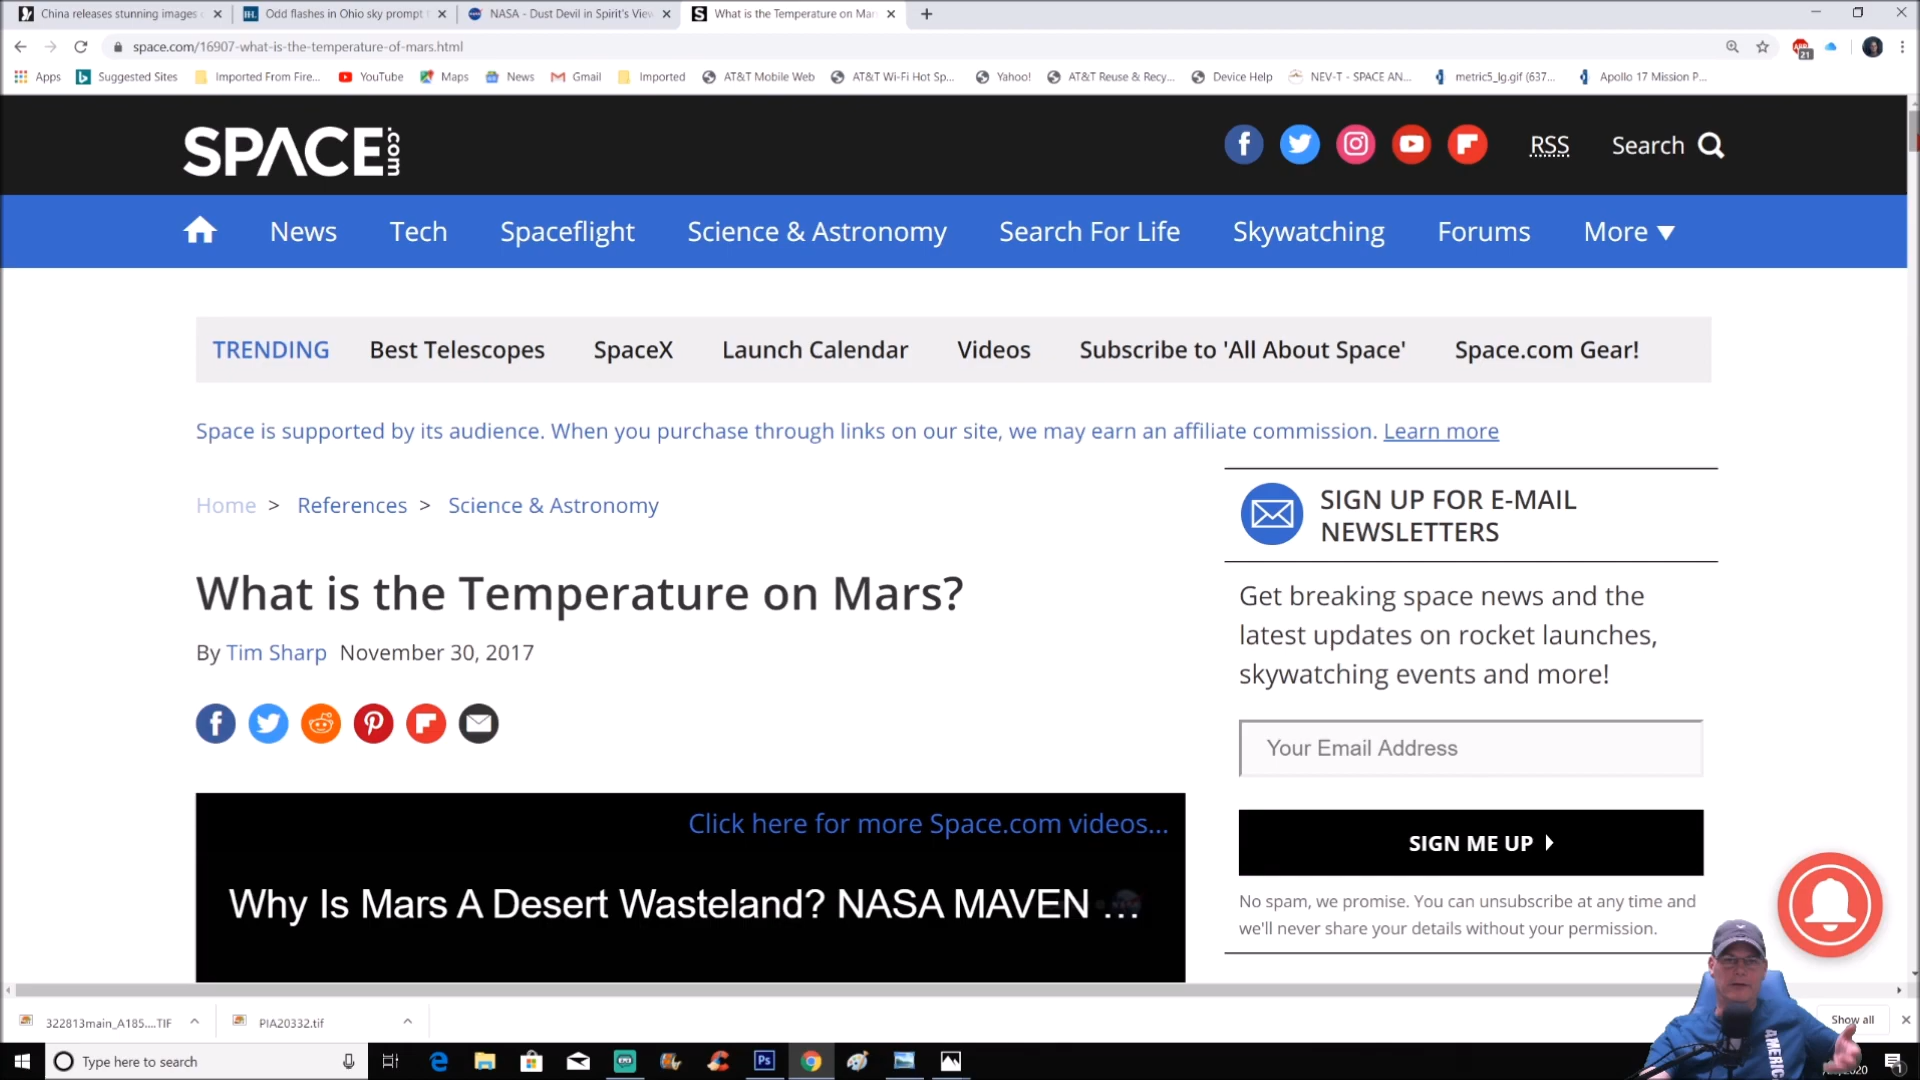 China releases stunning images
Odd flashes in Ohio sky prompt
NASA - Dust Devil in Spirit's View
What is the Temperature on Mar
space.com/16907-what-is-the-temperature-of-mars.html
21
Apps
Suggested Sites
Imported From Fire...
YouTube
Maps
News
Gmail
Imported
AT&T Mobile Web
AT&T Wi-Fi Hot Sp...
Yahoo!
AT&T Reuse & Recy...
Device Help
NEV-T - SPACE AN...
metric5_lg.gif (637...
Apollo 17 Mission P...
SPACE.com
RSS
Search
News
Tech
Spaceflight
Science & Astronomy
Search For Life
Skywatching
Forums
More
TRENDING
Best Telescopes
SpaceX
Launch Calendar
Videos
Subscribe to 'All About Space'
Space.com Gear!
Space is supported by its audience. When you purchase through links on our site, we may earn an affiliate commission. Learn more
Home > References > Science & Astronomy
What is the Temperature on Mars?
By Tim Sharp November 30, 2017
Click here for more Space.com videos...
Why Is Mars A Desert Wasteland? NASA MAVEN ...
SIGN UP FOR E-MAIL
NEWSLETTERS
Get breaking space news and the
latest updates on rocket launches,
skywatching events and more!
Your Email Address
SIGN ME UP
No spam, we promise. You can unsubscribe at any time and
we'll never share your details without your permission.
322813main_A185....TIF
PIA20332.tif
Show all
Type here to search
Ps
AMERIC
2020
1